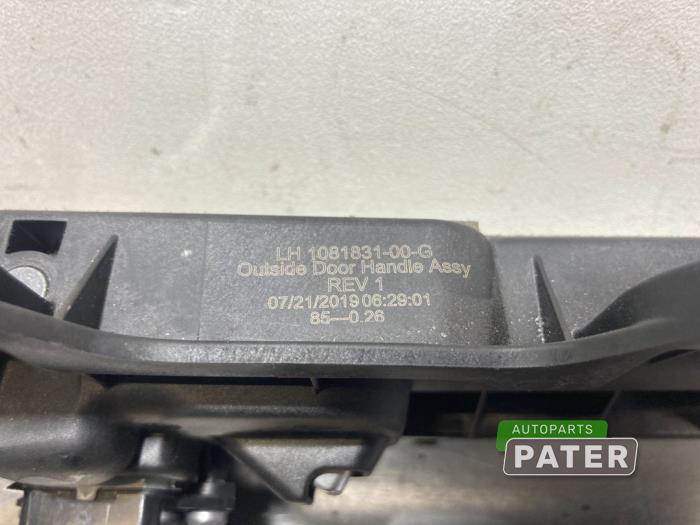 LH 1081831-00-G
Outside Door Handle Assy
REV 1
07/21/2019 06:29:01
85—0.26
AUTOPARTS
PATER